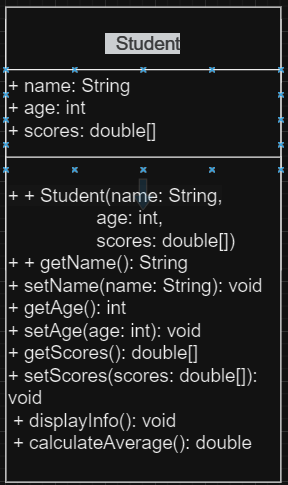 Student
+ name: String
+ age: int
+ scores: double[]
+ + Student(name: String,
age: int,
scores: double[])
+ + getName(): String
+ setName(name: String): void
+ getAge(): int
+ setAge(age: int): void
+ getScores(): double[]
+ setScores(scores: double[]):
void
+ displayInfo(): void
+ calculateAverage(): double